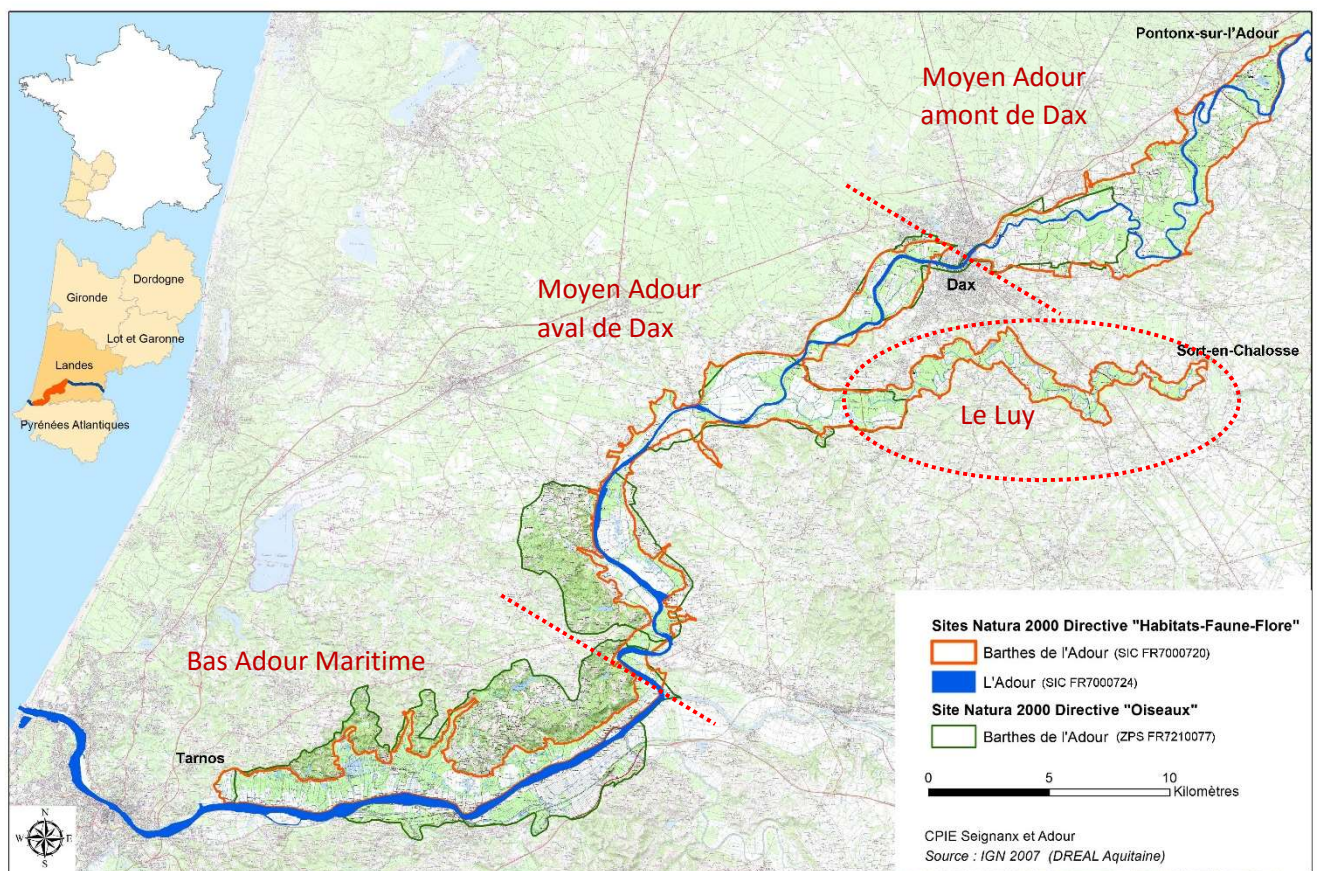 Pontonx-sur-l'Adour
Moyen Adour
amont de Dax
Dordogne
Gironde
Lot et Garonne
Landes
Pyrénées Atlantiques
Moyen Adour
aval de Dax
Dax
Sort-en-Chalosse
Le Luy
Bas Adour Maritime
Tarnos
N
W E
S
Sites Natura 2000 Directive "Habitats-Faune-Flore"
Barthes de l'Adour (SIC FR7000720)
L'Adour (SIC FR7000724)
Site Natura 2000 Directive "Oiseaux"
Barthes de l'Adour (ZPS FR7210077)
0 5 10
Kilomètres
CPIE Seignanx et Adour
Source : IGN 2007 (DREAL Aquitaine)